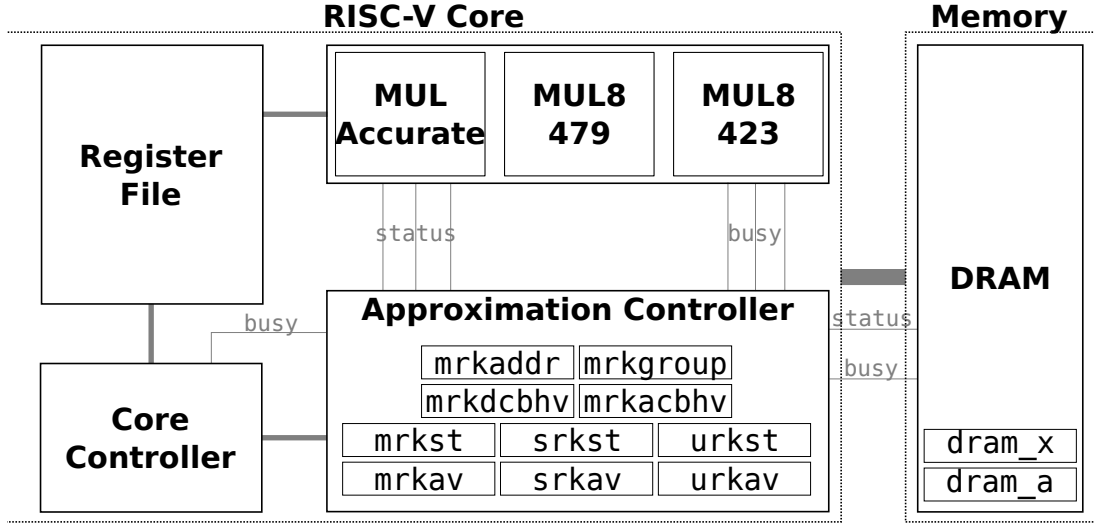 RISC-V Core
Memory
Register
File
MUL
Accurate
MUL8
479
MUL8
423
status
busy
DRAM
Approximation Controller
busy
status
busy
mrkaddr
mrkgroup
mrkdcbhv
mrkacbhv
Core
Controller
mrkst
srkst
urkst
mrkav
srkav
urkav
dram_x
dram_a